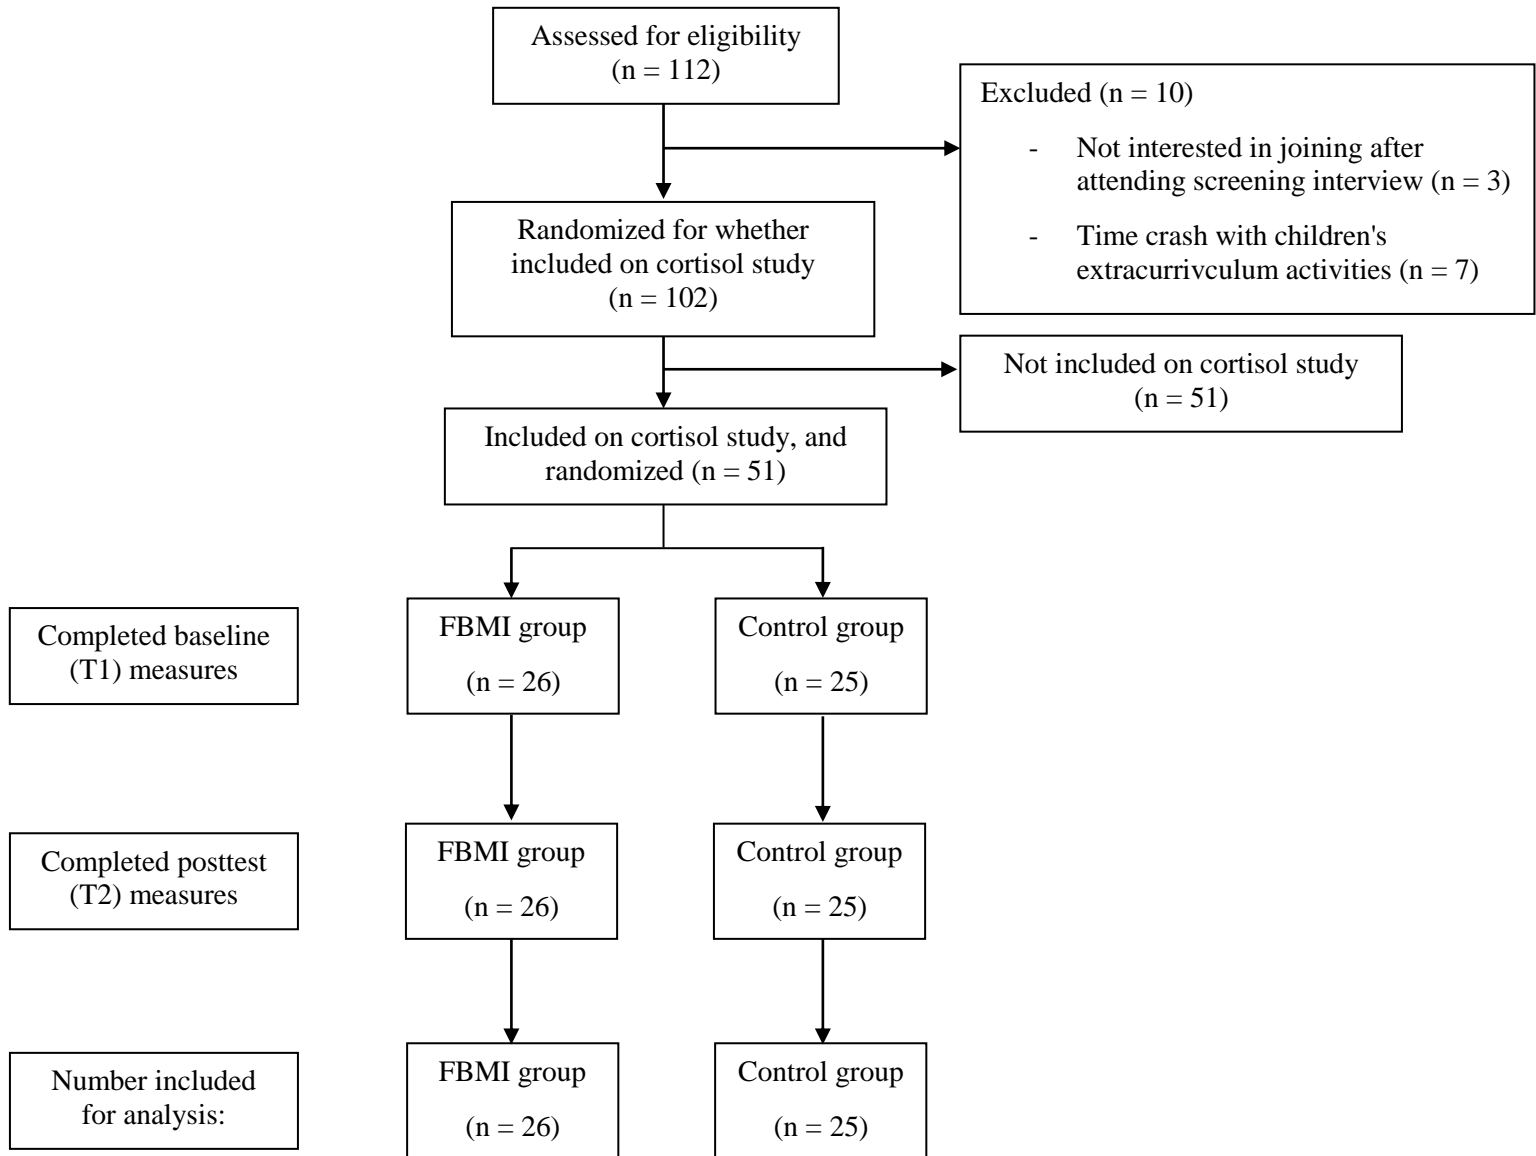 Assessed for eligibility
(n = 112)
Excluded (n = 10)
- Not interested in joining after
attending screening interview (n = 3)
- Time crash with children's
extracurrivculum activities (n = 7)
Randomized for whether
included on cortisol study
(n = 102)
Not included on cortisol study
(n = 51)
Included on cortisol study, and
randomized (n = 51)
Completed baseline
(T1) measures
FBMI group
(n = 26)
Control group
(n = 25)
Completed posttest
(T2) measures
FBMI group
(n = 26)
Control group
(n = 25)
Number included
for analysis:
FBMI group
(n = 26)
Control group
(n = 25)